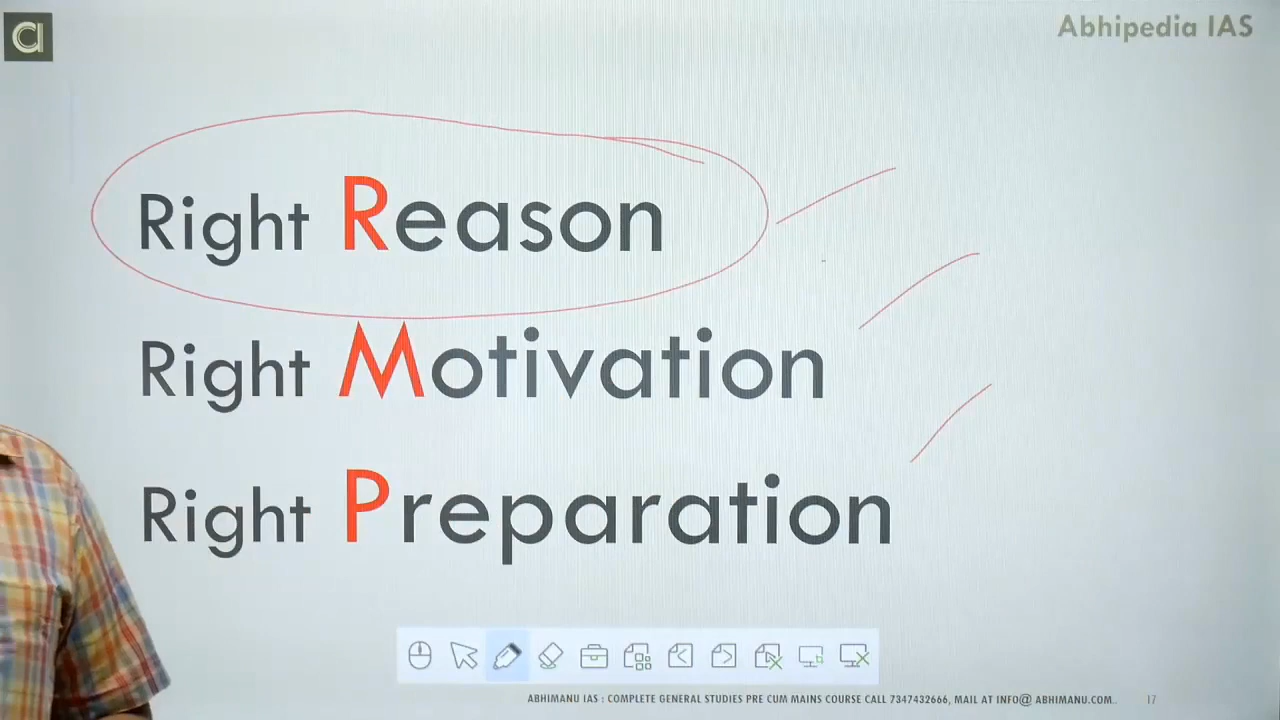 Abhipedia IAS
Right Reason
Right Motivation
Right Preparation
ABHIMANU IAS : COMPLETE GENERAL STUDIES PRE CUM MAINS COURSE CALL 7347432666, MAIL AT INFO@ ABHIMANU.COM..
17